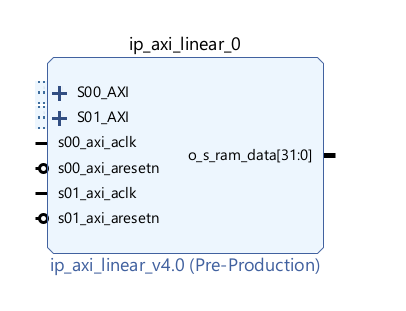 ip_axi_linear_0
S00_AXI
S01_AXI
s00_axi_aclk
s00_axi_aresetn
s01_axi_aclk
s01_axi_aresetn
o_s_ram_data[31:0]
ip_axi_linear_v4.0 (Pre-Production)